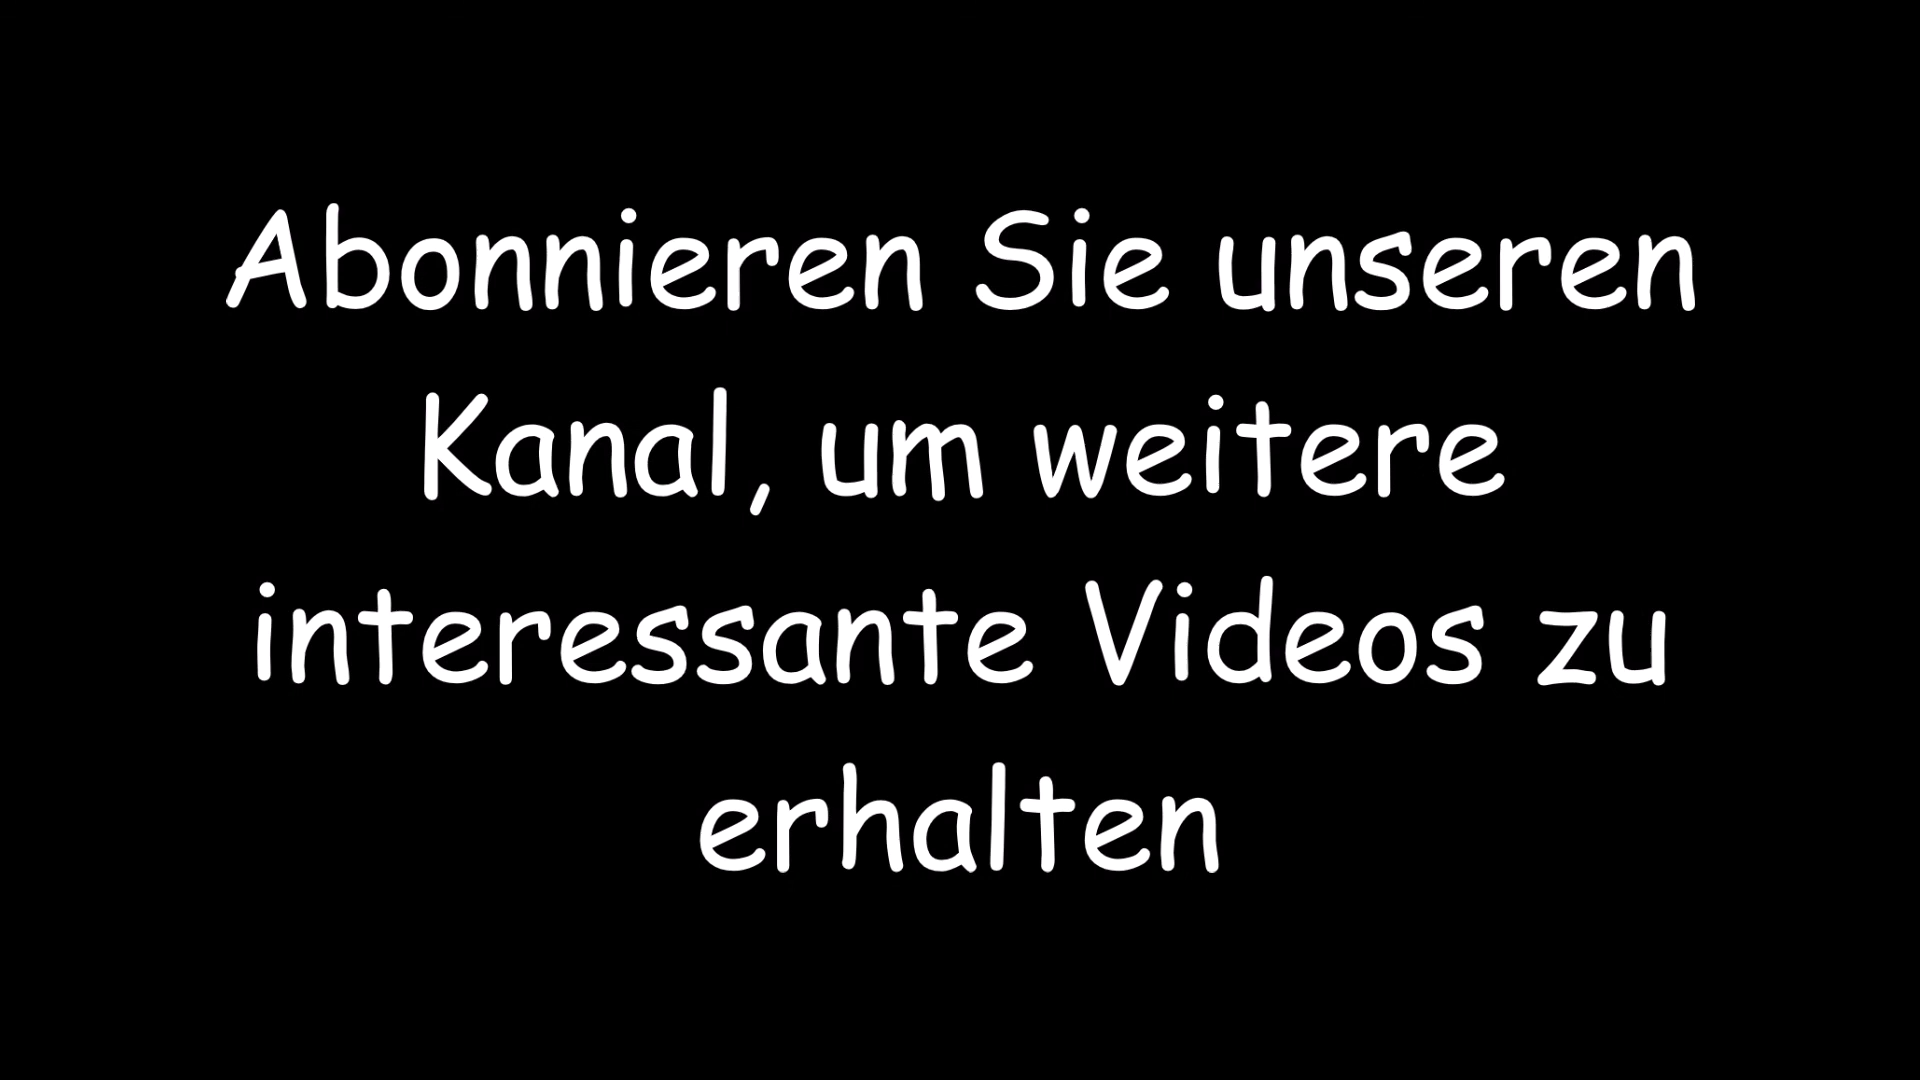 Abonnieren Sie unseren
Kanal, um weitere
interessante Videos zu
erhalten